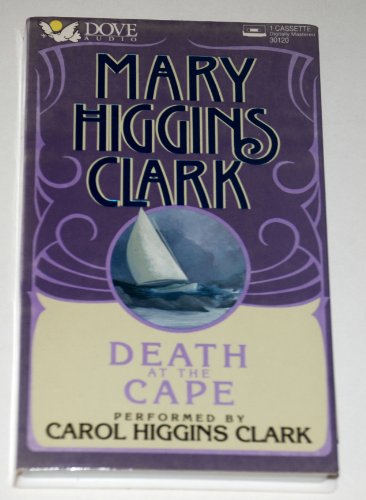 DOVE
AUDIO
1 CASSETTE
Digitally Mastered
30120
MARY
HIGGINS
CLARK
DEATH
AT THE
CAPE
PERFORMED BY
CAROL HIGGINS CLARK